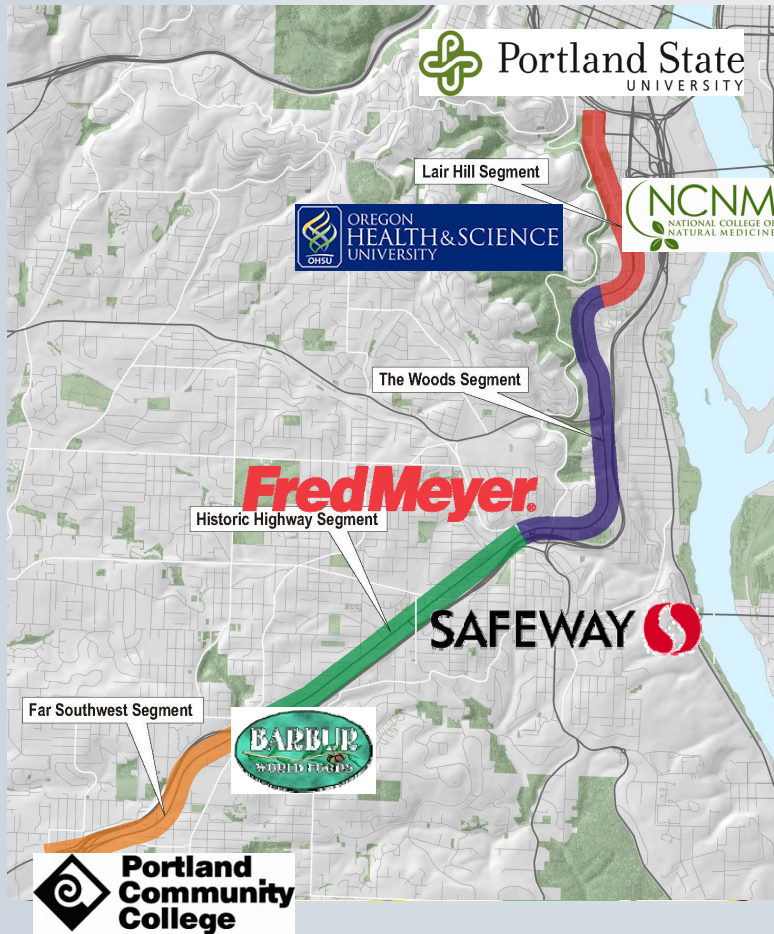 Portland State
UNIVERSITY
Lair Hill Segment
NCNM
NATIONAL COLLEGE OF
NATURAL MEDICINE
OREGON
HEALTH & SCIENCE
UNIVERSITY
OHSU
The Woods Segment
FredMeyer
Historic Highway Segment
SAFEWAY
Far Southwest Segment
BARBUR
WORLD FOODS
Portland
Community
College